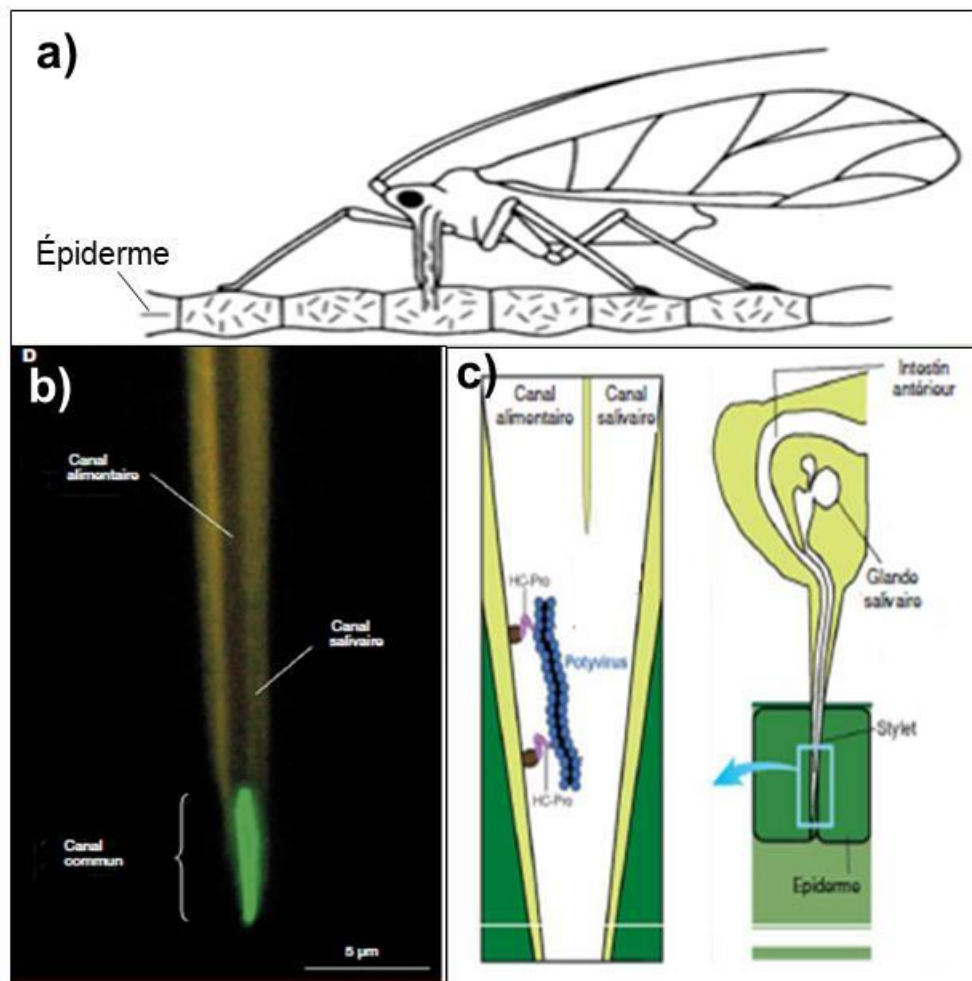 a)
Épiderme
D
b)
Canal
alimentaire
Canal
salivaire
Canal
commun
5 µm
c)
Canal
alimentaire
Canal
salivaire
HC-Pro
Potyvirus
HC-Pro
Intestin
antérieur
Glande
salivaire
Stylet
Epiderme